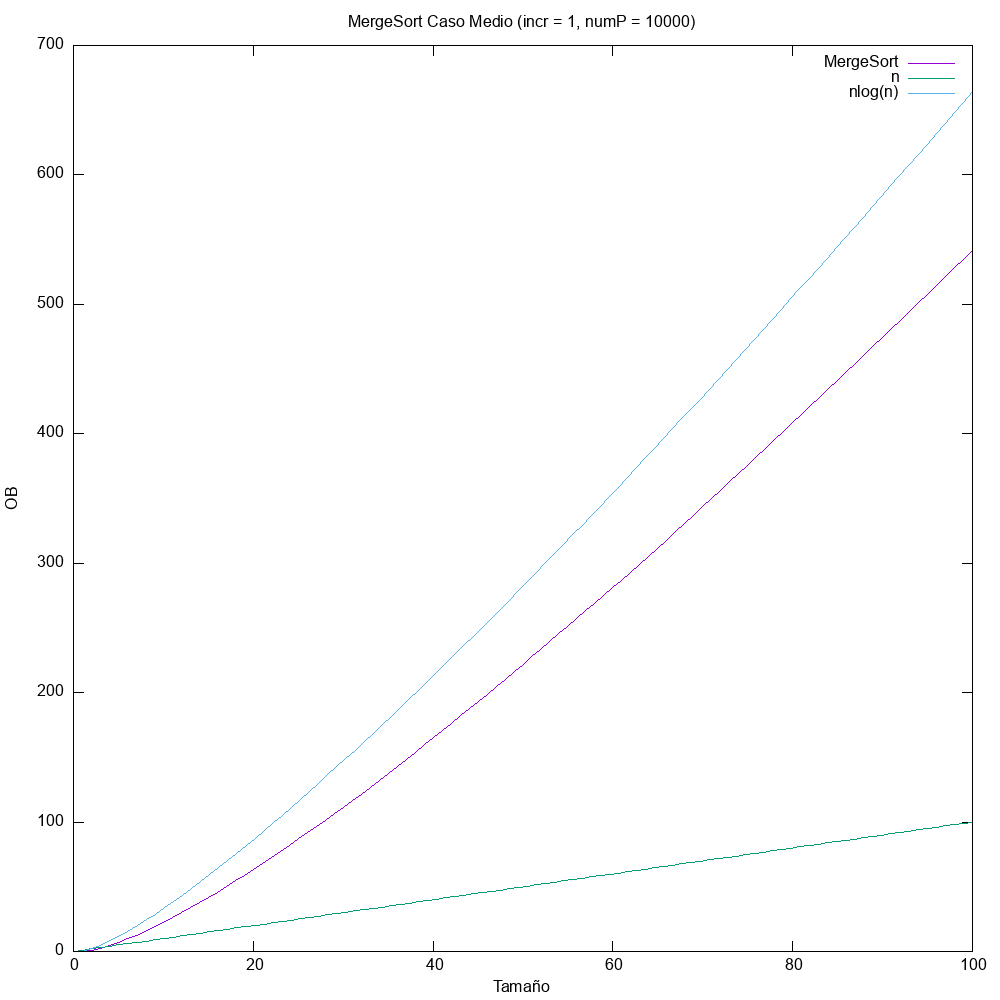 MergeSort Caso Medio (incr = 1, numP = 10000)
700
600
500
400
300
200
100
0
OB
MergeSort
n
nlog(n)
0 20 40 60 80 100
Tamaño